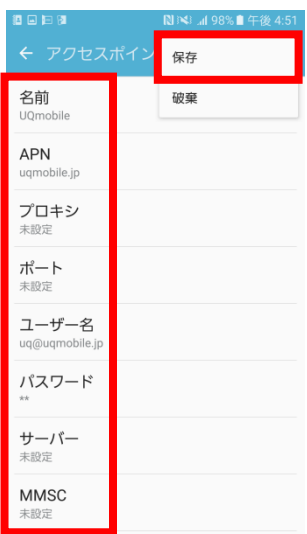 98% 午後 4:51
← アクセスポイン
保存
破棄
名前
UQmobile
APN
uqmobile.jp
プロキシ
未設定
ポート
未設定
ユーザー名
uq@uqmobile.jp
パスワード
**
サーバー
未設定
MMSC
未設定